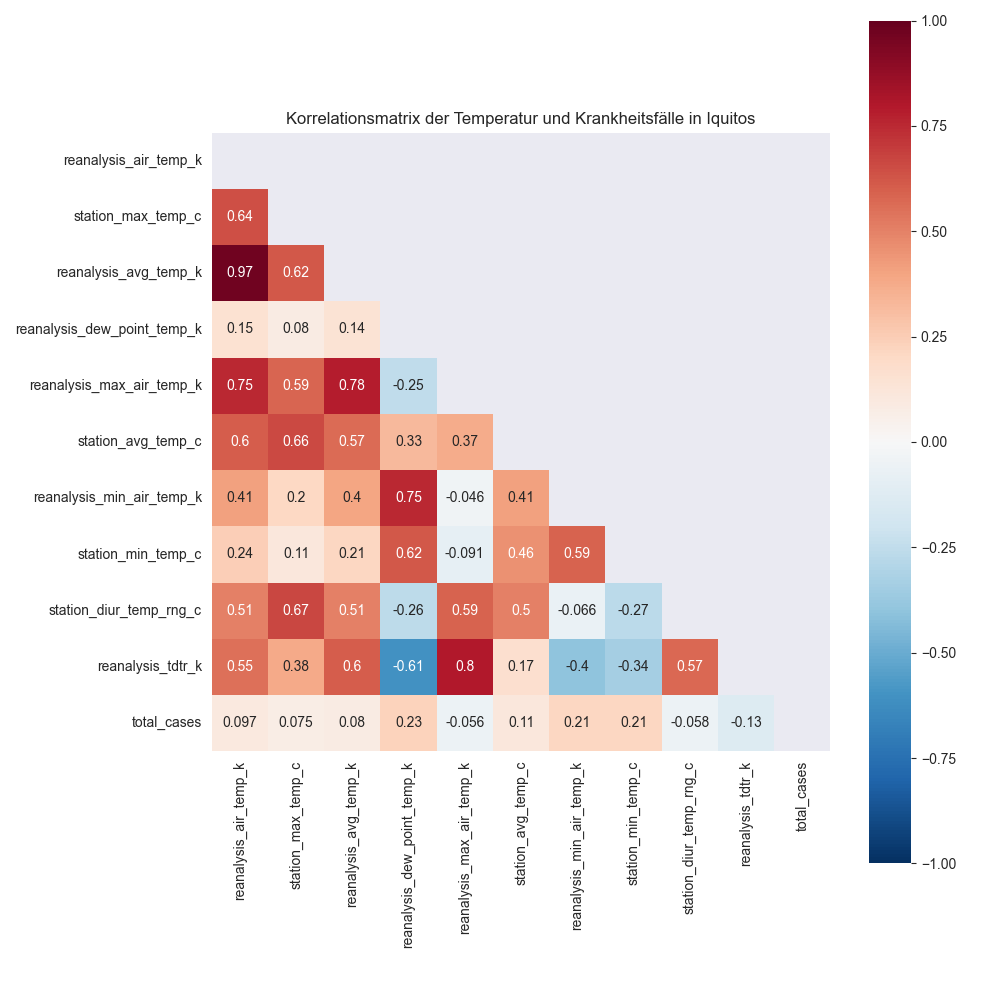 Korrelationsmatrix der Temperatur und Krankheitsfälle in Iquitos
reanalysis_air_temp_k
station_max_temp_c 0.64
reanalysis_avg_temp_k 0.97 0.62
reanalysis_dew_point_temp_k 0.15 0.08 0.14
reanalysis_max_air_temp_k 0.75 0.59 0.78 -0.25
station_avg_temp_c 0.6 0.66 0.57 0.33 0.37
reanalysis_min_air_temp_k 0.41 0.2 0.4 0.75 -0.046 0.41
station_min_temp_c 0.24 0.11 0.21 0.62 -0.091 0.46 0.59
station_diur_temp_rng_c 0.51 0.67 0.51 -0.26 0.59 0.5 -0.066 -0.27
reanalysis_tdtr_k 0.55 0.38 0.6 -0.61 0.8 0.17 -0.4 -0.34 0.57
total_cases 0.097 0.075 0.08 0.23 -0.056 0.11 0.21 0.21 -0.058 -0.13
reanalysis_air_temp_k
station_max_temp_c
reanalysis_avg_temp_k
reanalysis_dew_point_temp_k
reanalysis_max_air_temp_k
station_avg_temp_c
reanalysis_min_air_temp_k
station_min_temp_c
station_diur_temp_rng_c
reanalysis_tdtr_k
total_cases
1.00
0.75
0.50
0.25
0.00
−0.25
−0.50
−0.75
−1.00